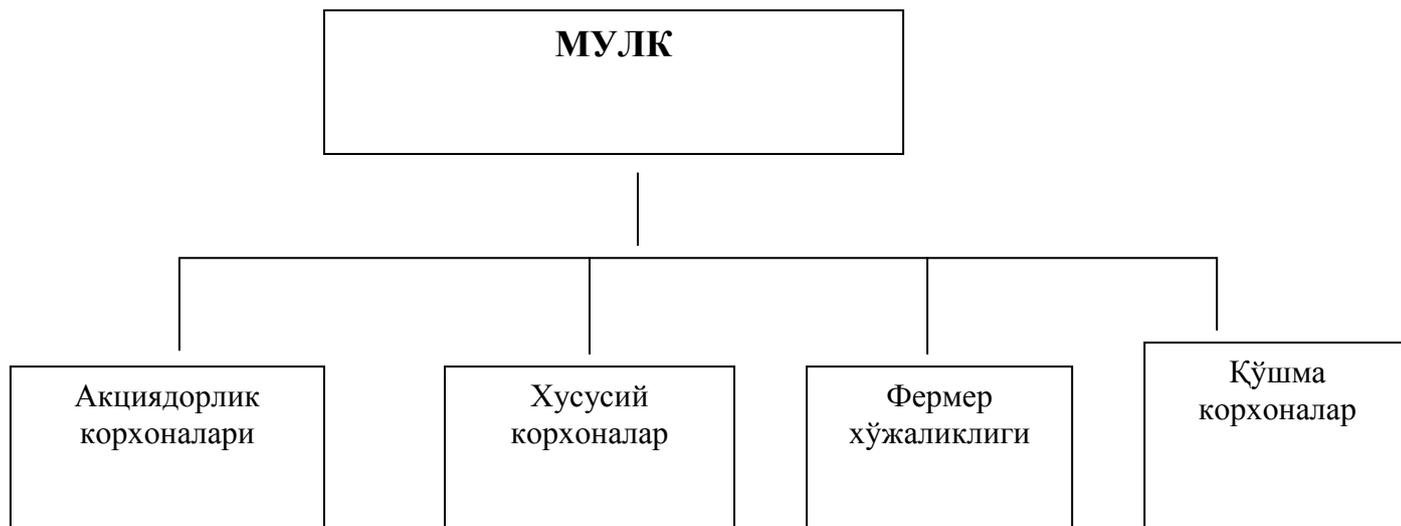 МУЛК
Акциядорлик
корхоналари
Хусусий
корхоналар
Фермер
хўжаликлиги
Қўшма
корхоналар